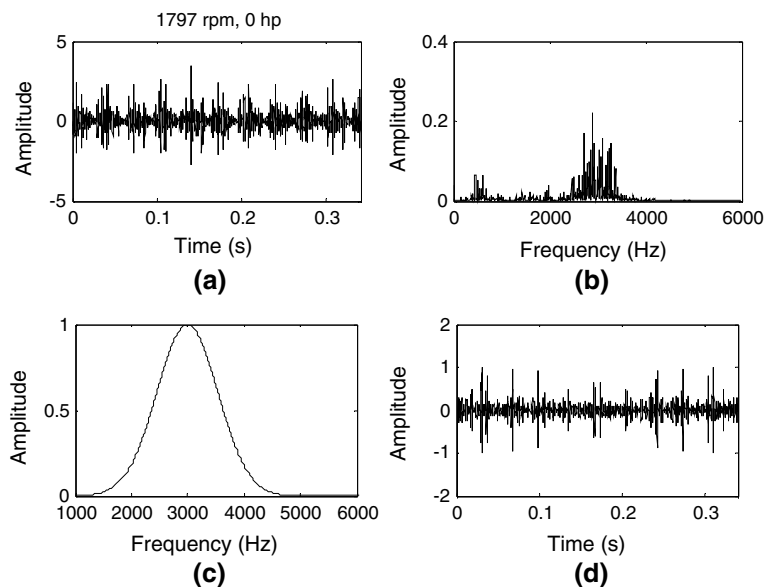 1797 rpm, 0 hp
Amplitude
5
0
-5
0
0.1
0.2
0.3
Time (s)
(a)
Amplitude
0.4
0.2
0
0
2000
4000
6000
Frequency (Hz)
(b)
Amplitude
1
0.5
0
1000
2000
3000
4000
5000
6000
Frequency (Hz)
(c)
Amplitude
2
1
0
-1
-2
0
0.1
0.2
0.3
Time (s)
(d)